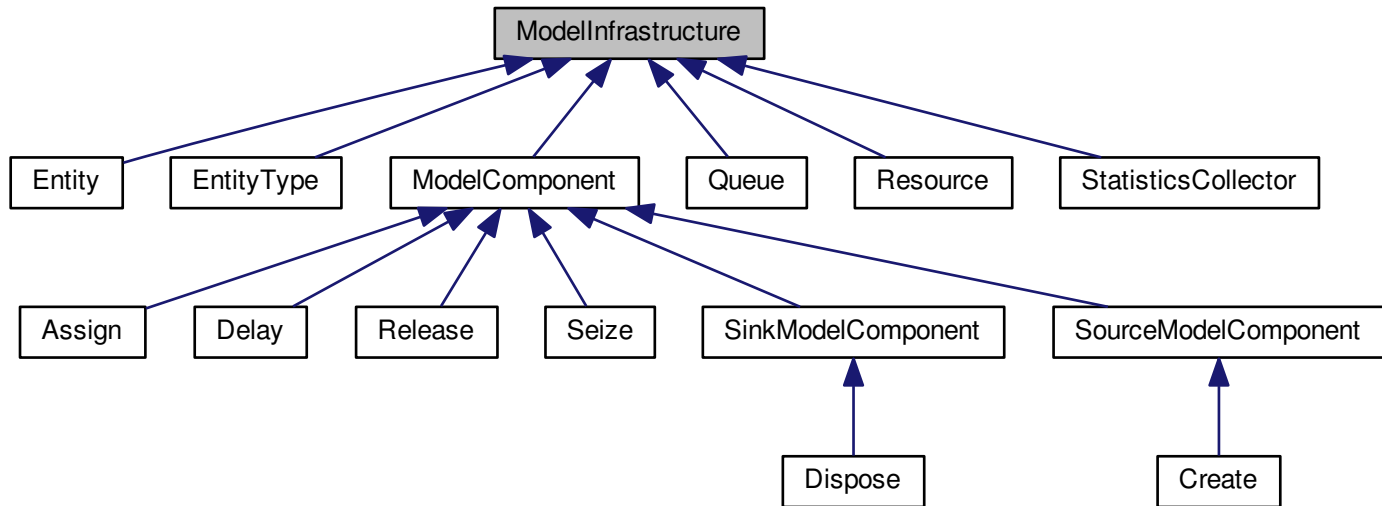 ModelInfrastructure
Entity
EntityType
ModelComponent
Queue
Resource
StatisticsCollector
Assign
Delay
Release
Seize
SinkModelComponent
SourceModelComponent
Dispose
Create